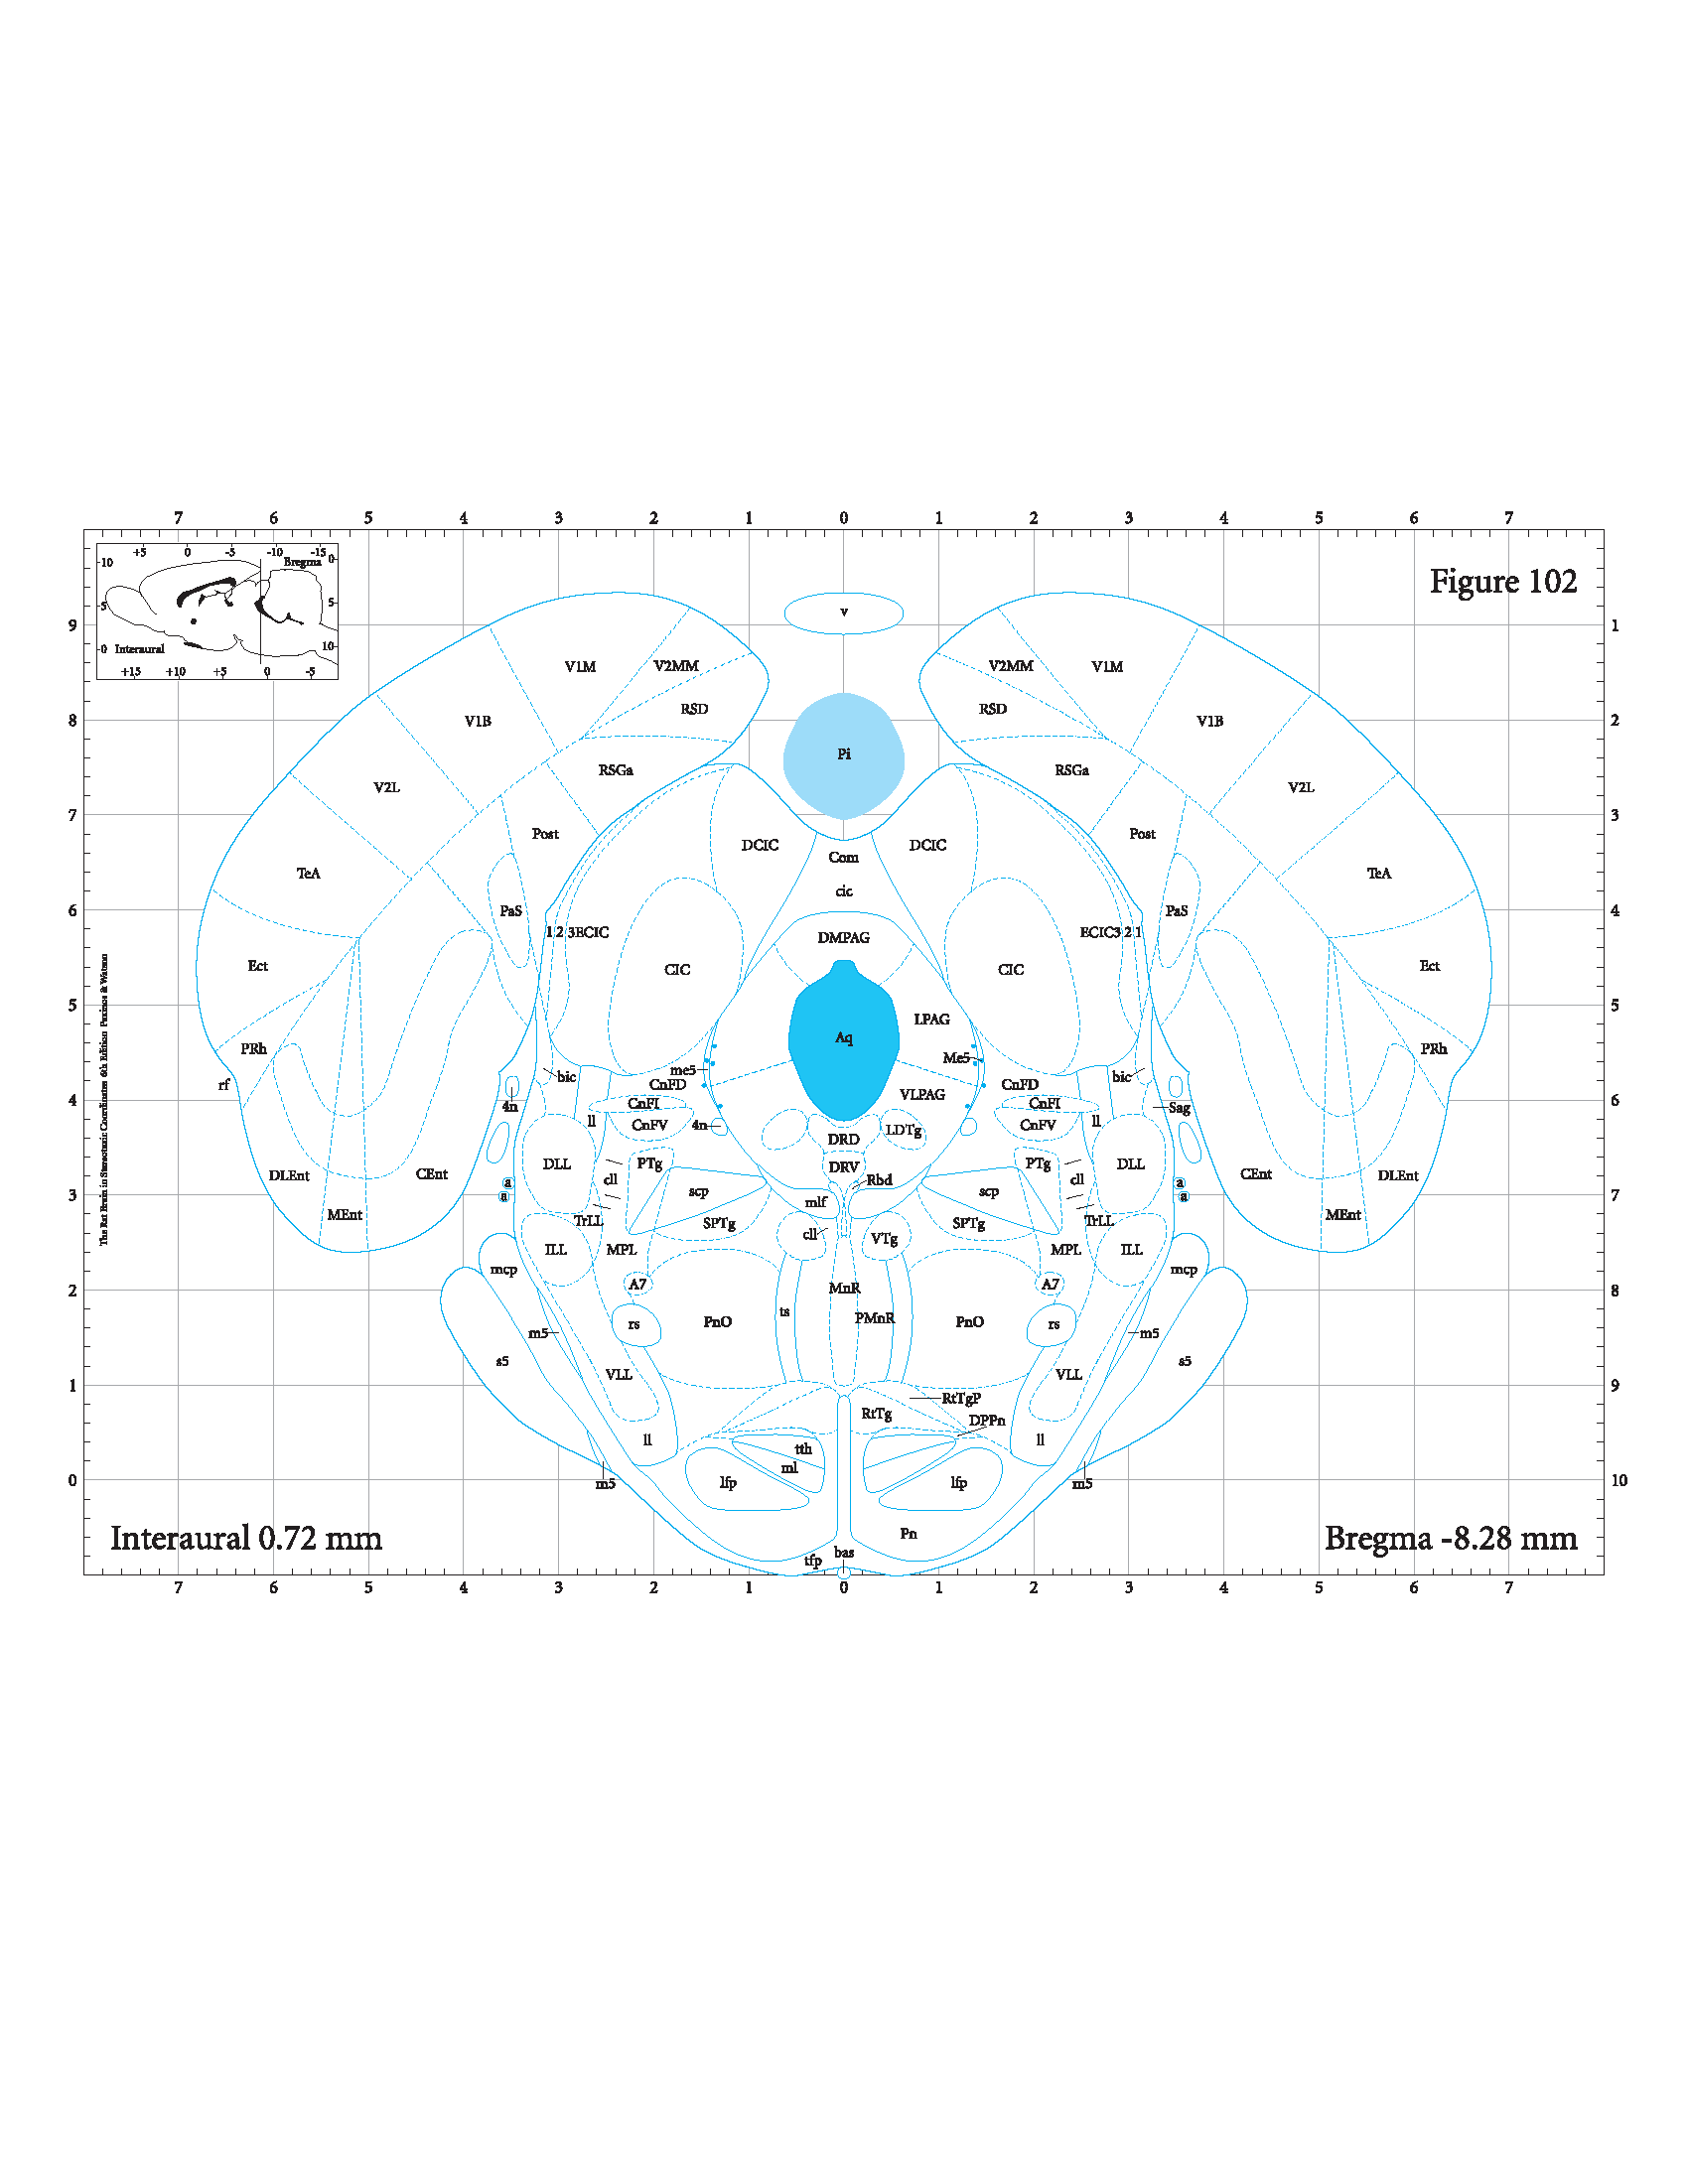 7 6 5 4 3 2 1 0 1 2 3 4 5 6 7
+5 0 -5 -10 -15
Bregma
10 0
5 5
0 Interaural 10
+15 +10 +5 0 -5
Figure 102
9 1
8 2
7 3
6 4
5 5
4 6
3 7
2 8
1 9
0 10
v
V1M V2MM V2MM V1M
V1B RSD RSD V1B
Pi
RSGa RSGa
V2L V2L
Post DCIC DCIC Post
Com
TeA cic TeA
PaS PaS
1 2 3 ECIC ECIC 3 2 1
DMPAG
Ect CIC CIC Ect
LPAG
Aq
PRh Me5 PRh
rf bic me5 CnFD CnFD bic
VLPAG
4n CnFI CnFI Sag
ll CnFV 4n LDTg CnFV ll
DRD
DLL PTg DRV PTg DLL
DLEnt CEnt cll Rbd cll CEnt DLEnt
a scp scp a
a mlf a
MEnt TrLL SPTg SPTg TrLL MEnt
cll VTg
ILL MPL MPL ILL
mcp mcp
A7 MnR A7
ts PMnR
m5 rs PnO PnO rs m5
s5 s5
VLL VLL
RtTgP
RtTg DPPn
ll tth ll
ml
m5 lfp lfp m5
Pn
tfp bas
Interaural 0.72 mm
Bregma -8.28 mm
7 6 5 4 3 2 1 0 1 2 3 4 5 6 7
The Rat Brain in Stereotaxic Coordinates 6th Edition Paxinos & Watson